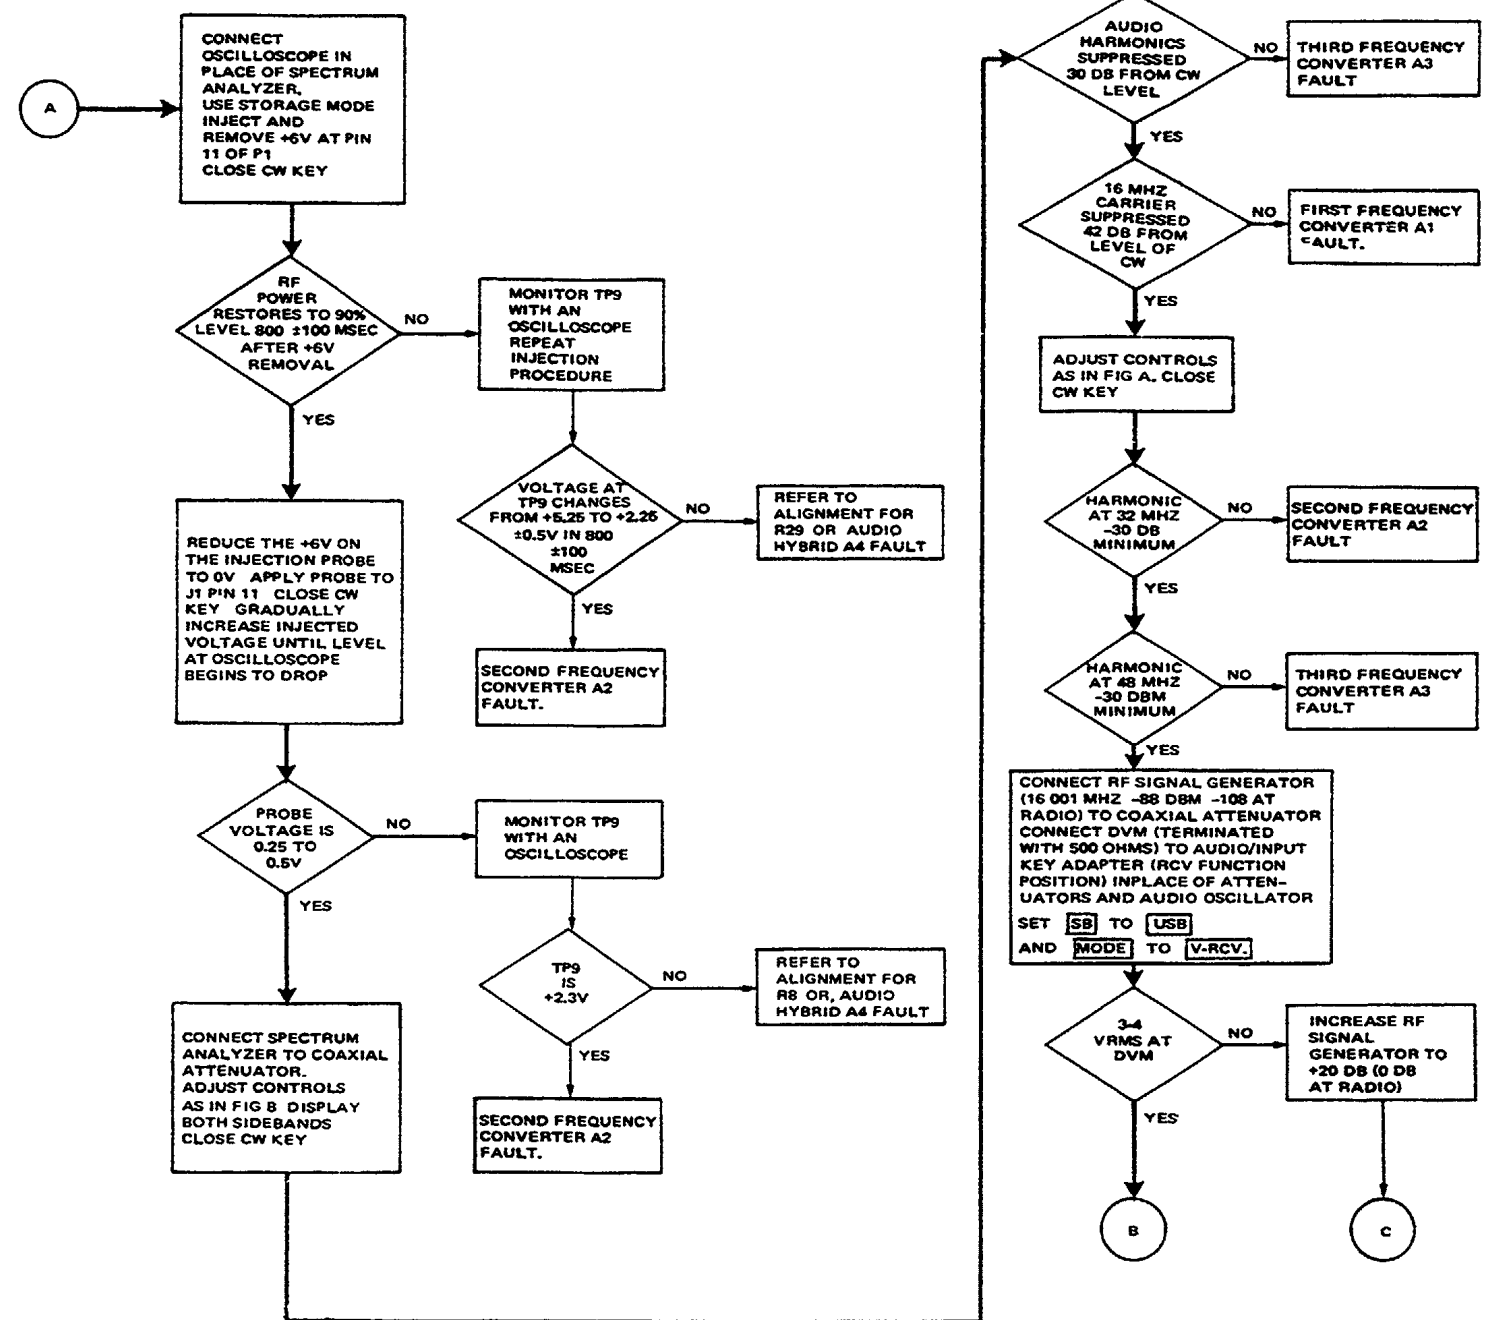 A
CONNECT
OSCILLOSCOPE IN
PLACE OF SPECTRUM
ANALYZER,
USE STORAGE MODE
INJECT AND
REMOVE +6V AT PIN
11 OF P1
CLOSE CW KEY
RF
POWER
RESTORES TO 90%
LEVEL 800 ±100 MSEC
AFTER +6V
REMOVAL
NO
MONITOR TP9
WITH AN
OSCILLOSCOPE
REPEAT
INJECTION
PROCEDURE
YES
VOLTAGE AT
TP9 CHANGES
FROM +5.25 TO +2.25
±0.5V IN 800
±100
MSEC
NO
REFER TO
ALIGNMENT FOR
R29 OR AUDIO
HYBRID A4 FAULT
YES
SECOND FREQUENCY
CONVERTER A2
FAULT.
REDUCE THE +6V ON
THE INJECTION PROBE
TO 0V APPLY PROBE TO
J1 PIN 11 CLOSE CW
KEY GRADUALLY
INCREASE INJECTED
VOLTAGE UNTIL LEVEL
AT OSCILLOSCOPE
BEGINS TO DROP
PROBE
VOLTAGE IS
0.25 TO
0.5V
NO
MONITOR TP9
WITH AN
OSCILLOSCOPE
YES
TP9
IS
+2.3V
NO
REFER TO
ALIGNMENT FOR
R8 OR, AUDIO
HYBRID A4 FAULT
YES
SECOND FREQUENCY
CONVERTER A2
FAULT.
CONNECT SPECTRUM
ANALYZER TO COAXIAL
ATTENUATOR.
ADJUST CONTROLS
AS IN FIG B DISPLAY
BOTH SIDEBANDS
CLOSE CW KEY
AUDIO
HARMONICS
SUPPRESSED
30 DB FROM CW
LEVEL
NO
THIRD FREQUENCY
CONVERTER A3
FAULT
YES
16 MHZ
CARRIER
SUPPRESSED
42 DB FROM
LEVEL OF
CW
NO
FIRST FREQUENCY
CONVERTER A1
FAULT.
YES
ADJUST CONTROLS
AS IN FIG A. CLOSE
CW KEY
HARMONIC
AT 32 MHZ
-30 DB
MINIMUM
NO
SECOND FREQUENCY
CONVERTER A2
FAULT
YES
HARMONIC
AT 48 MHZ
-30 DBM
MINIMUM
NO
THIRD FREQUENCY
CONVERTER A3
FAULT
YES
CONNECT RF SIGNAL GENERATOR
(16 001 MHZ -88 DBM -108 AT
RADIO) TO COAXIAL ATTENUATOR
CONNECT DVM (TERMINATED
WITH 500 OHMS) TO AUDIO/INPUT
KEY ADAPTER (RCV FUNCTION
POSITION) INPLACE OF ATTEN-
UATORS AND AUDIO OSCILLATOR
SET SB TO USB
AND MODE TO V-RCV.
3-4
VRMS AT
DVM
NO
INCREASE RF
SIGNAL
GENERATOR TO
+20 DB (0 DB
AT RADIO)
YES
B
C